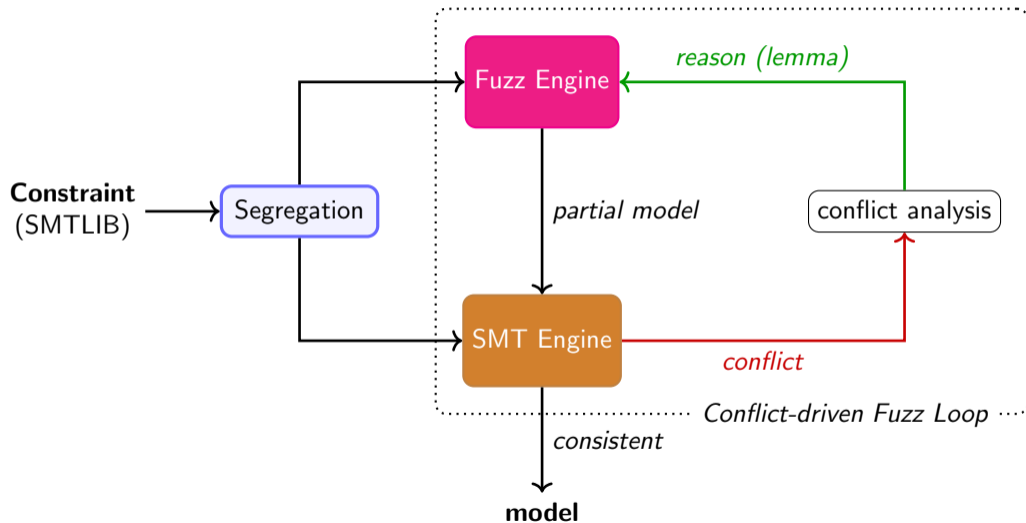 Fuzz Engine
reason (lemma)
Constraint
(SMTLIB)
Segregation
partial model
conflict analysis
SMT Engine
conflict
Conflict-driven Fuzz Loop
consistent
model